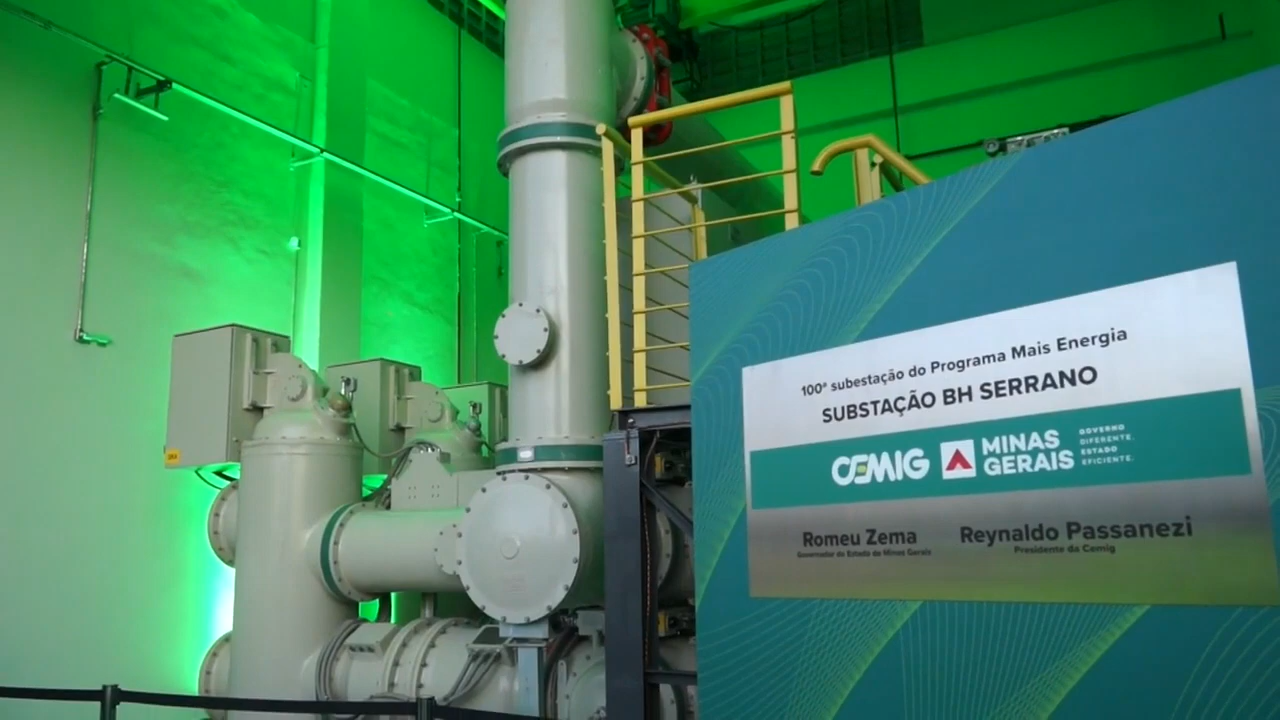 100ª subestação do Programa Mais Energia
SUBSTAÇÃO BH SERRANO
CEMIG
MINAS GERAIS
GOVERNO
DIFERENTE.
ESTADO
EFICIENTE.
Romeu Zema
Governador do Estado de Minas Gerais
Reynaldo Passanezi
Presidente da Cemig